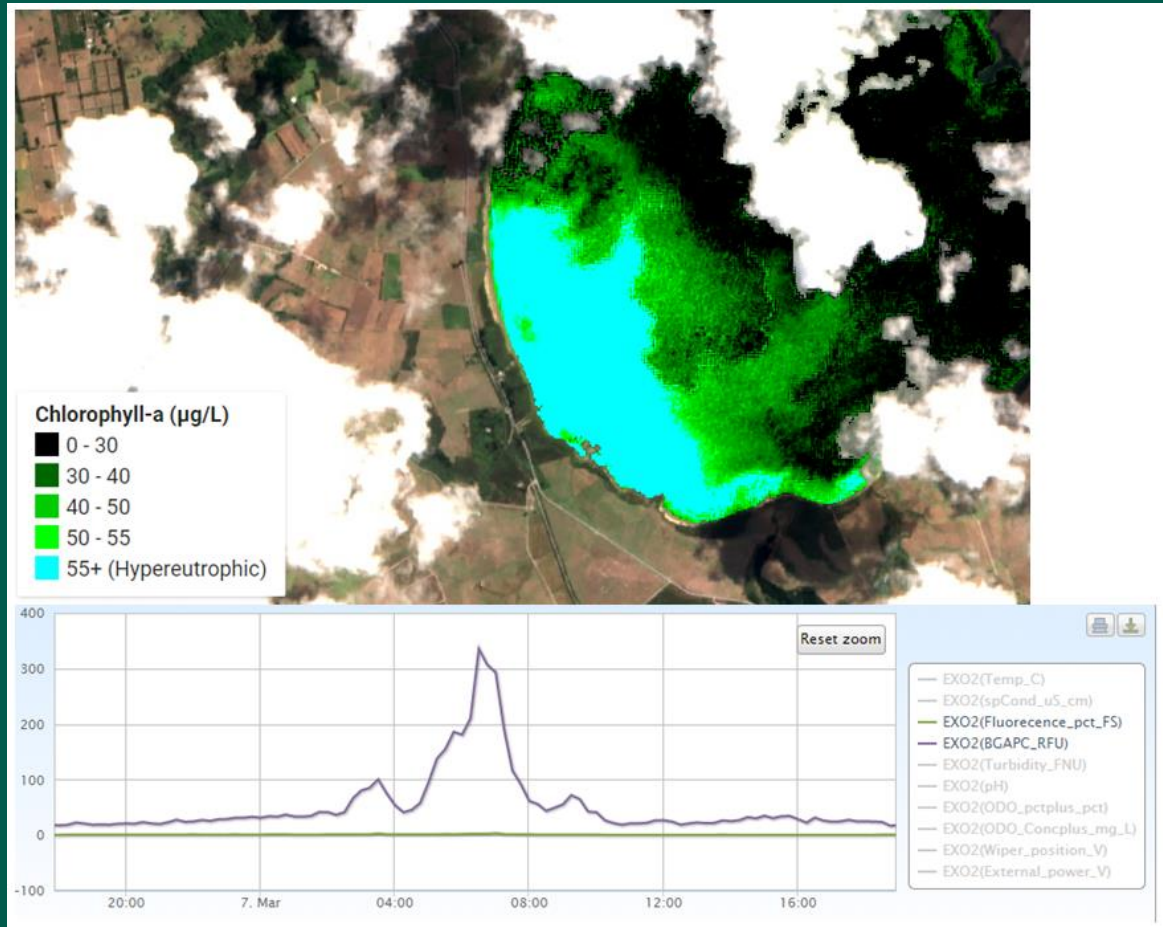 Chlorophyll-a (µg/L)
0 - 30
30 - 40
40 - 50
50 - 55
55+ (Hypereutrophic)
400
300
200
100
0
-100
20:00
7. Mar
04:00
08:00
12:00
16:00
Reset zoom
EXO2(Temp_C)
EXO2(spCond_uS_cm)
EXO2(Fluorecence_pct_FS)
EXO2(BGAPC_RFU)
EXO2(Turbidity_FNU)
EXO2(pH)
EXO2(ODO_pctplus_pct)
EXO2(ODO_Concplus_mg_L)
EXO2(Wiper_position_V)
EXO2(External_power_V)